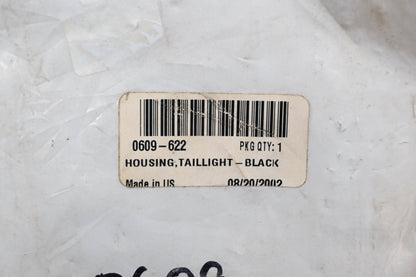 0609-622 PKG QTY: 1
HOUSING,TAILLIGHT-BLACK
Made in US 08/20/2002